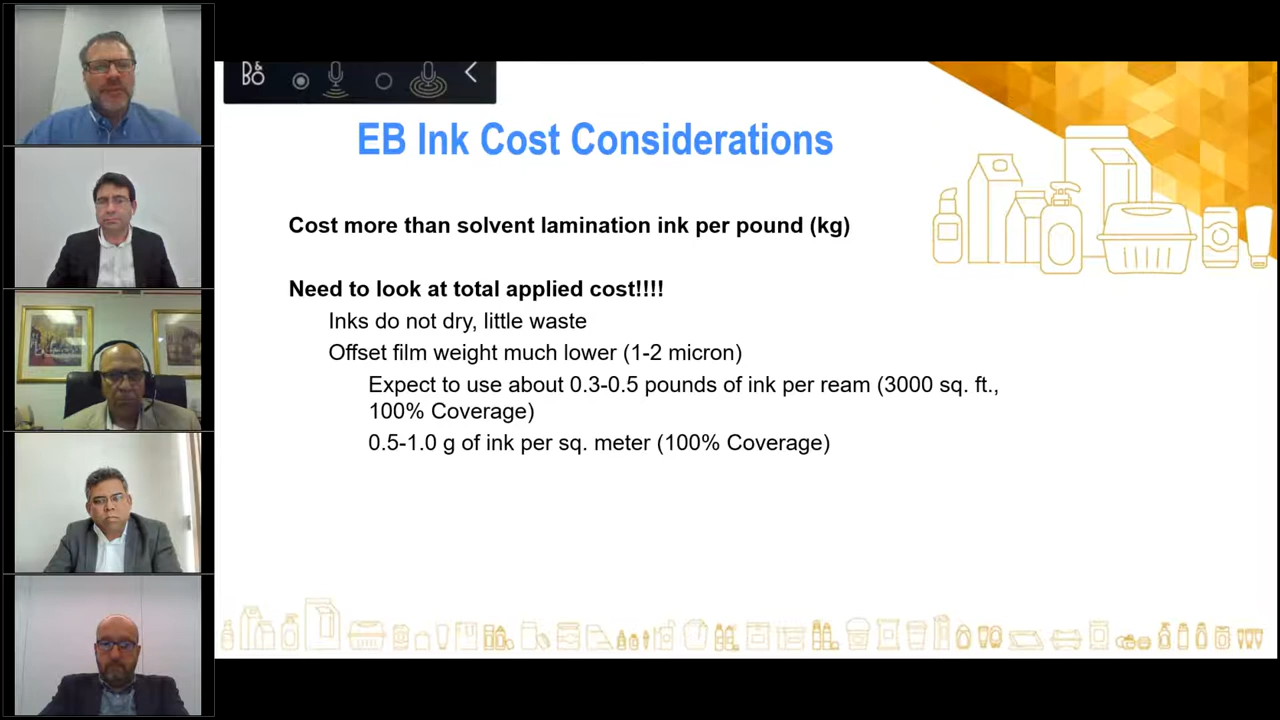 D&
BO
EB Ink Cost Considerations
Cost more than solvent lamination ink per pound (kg)
Need to look at total applied cost!!!!
Inks do not dry, little waste
Offset film weight much lower (1-2 micron)
Expect to use about 0.3-0.5 pounds of ink per ream (3000 sq. ft.,
100% Coverage)
0.5-1.0 g of ink per sq. meter (100% Coverage)